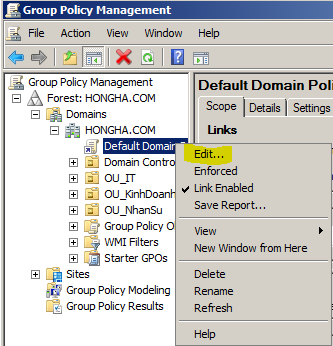 Group Policy Management
File Action View Window Help
Group Policy Management
Forest: HONGHA.COM
Domains
HONGHA.COM
Default Domain
Domain Contro
OU_IT
OU_KinhDoanh
OU_NhanSu
Group Policy O
WMI Filters
Starter GPOs
Sites
Group Policy Modeling
Group Policy Results
Default Domain Poli
Scope Details Settings
Links
Edit...
Enforced
Link Enabled
Save Report...
View
New Window from Here
Delete
Rename
Refresh
Help